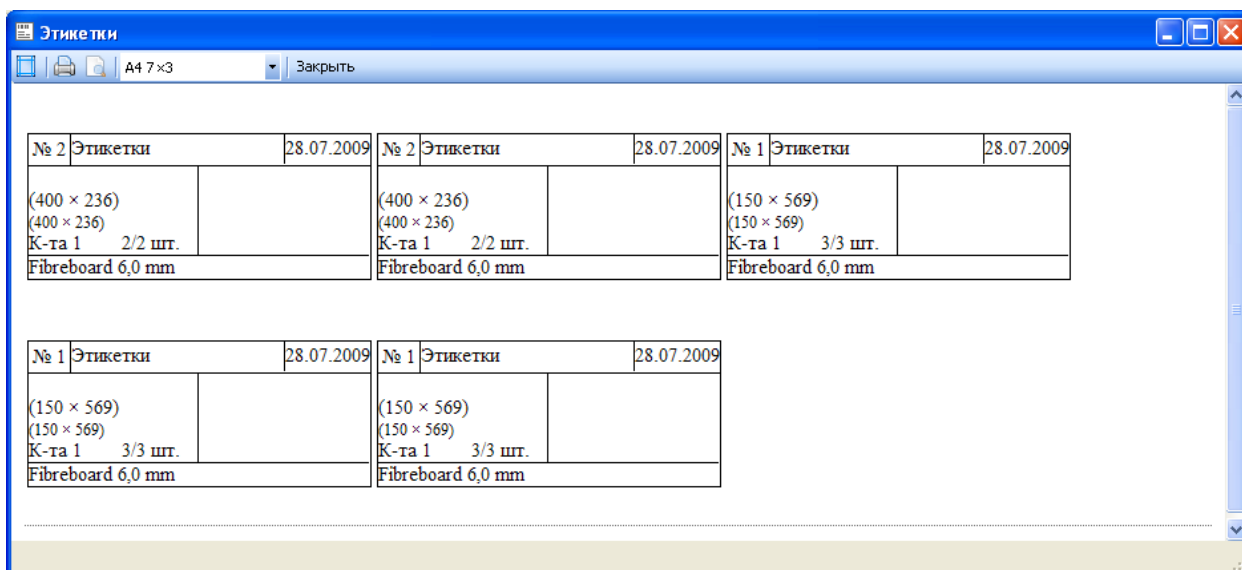 Этикетки
A4 7×3 Закрыть
№ 2 Этикетки 28.07.2009 № 2 Этикетки 28.07.2009 № 1 Этикетки 28.07.2009
(400 × 236) (400 × 236) (150 × 569)
(400 × 236) (400 × 236) (150 × 569)
К-та 1 2/2 шт. К-та 1 2/2 шт. К-та 1 3/3 шт.
Fibreboard 6,0 mm Fibreboard 6,0 mm Fibreboard 6,0 mm
№ 1 Этикетки 28.07.2009 № 1 Этикетки 28.07.2009
(150 × 569) (150 × 569)
(150 × 569) (150 × 569)
К-та 1 3/3 шт. К-та 1 3/3 шт.
Fibreboard 6,0 mm Fibreboard 6,0 mm